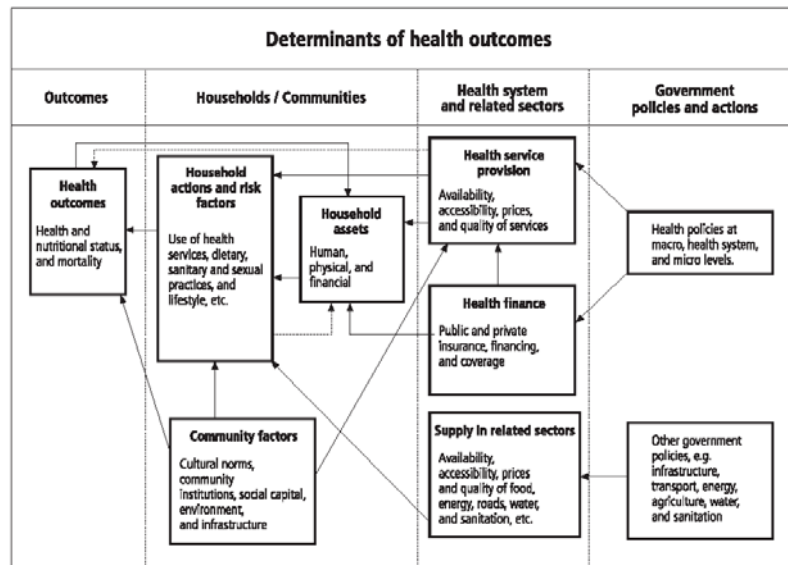 Determinants of health outcomes
Outcomes
Households / Communities
Health system
and related sectors
Government
policies and actions
Health
outcomes
Health and
nutritional status,
and mortality
Household
actions and risk
factors
Use of health
services, dietary,
sanitary and sexual
practices, and
lifestyle, etc.
Household
assets
Human,
physical, and
financial
Health service
provision
Availability,
accessibility, prices,
and quality of services
Health policies at
macro, health system,
and micro levels.
Health finance
Public and private
insurance, financing,
and coverage
Community factors
Cultural norms,
community
institutions, social capital,
environment,
and infrastructure
Supply in related sectors
Availability,
accessibility, prices
and quality of food,
energy, roads, water,
and sanitation, etc.
Other government
policies, e.g.
infrastructure,
transport, energy,
agriculture, water,
and sanitation